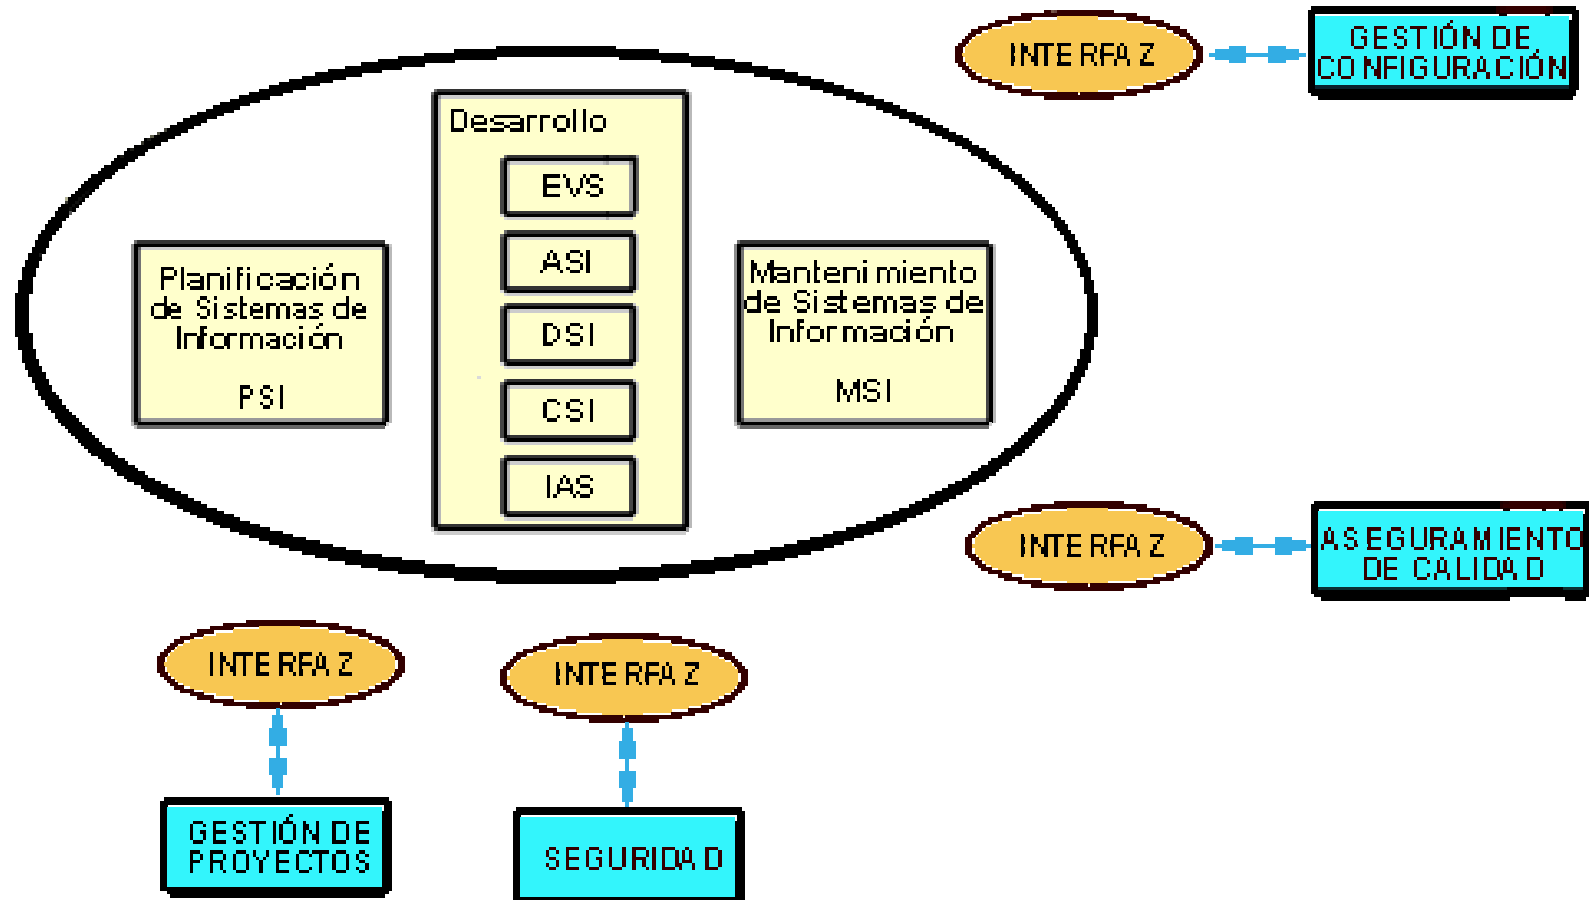 INTERFAZ
GESTIÓN DE
CONFIGURACIÓN
Desarrollo
EVS
ASI
DSI
CSI
IAS
Planificación
de Sistemas de
Información
PSI
Mantenimiento
de Sistemas de
Información
MSI
INTERFAZ
ASEGURAMIENTO
DE CALIDAD
INTERFAZ
GESTIÓN DE
PROYECTOS
INTERFAZ
SEGURIDAD